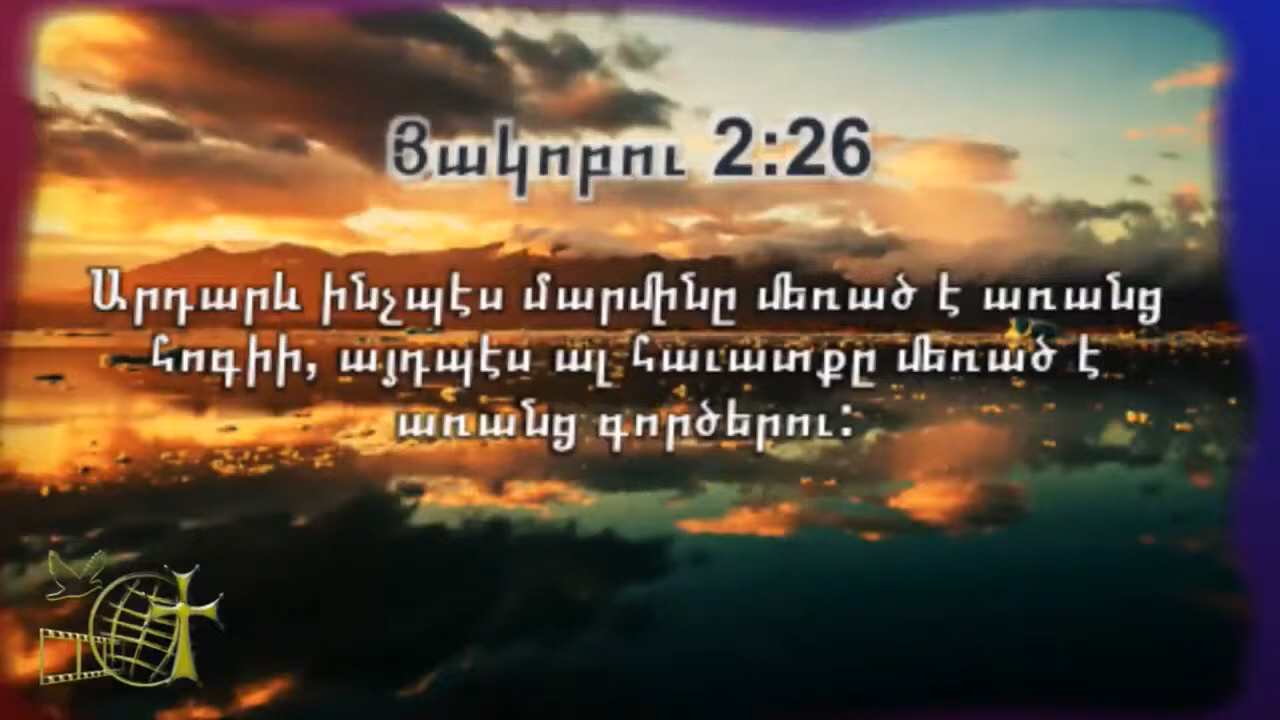 Յակոբու 2:26
Արդարև ինչպէս մարմինը մեռած է առանց
հոգիի, այդպէս ալ հաւատքը մեռած է
առանց գործերու: